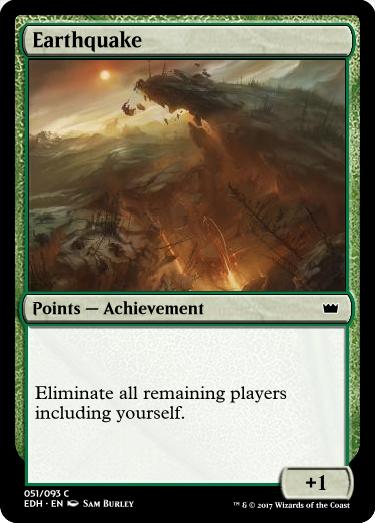 Earthquake
Points — Achievement
Eliminate all remaining players
including yourself.
+1
051/093 C
EDH • EN SAM BURLEY
™ & © 2017 Wizards of the Coast